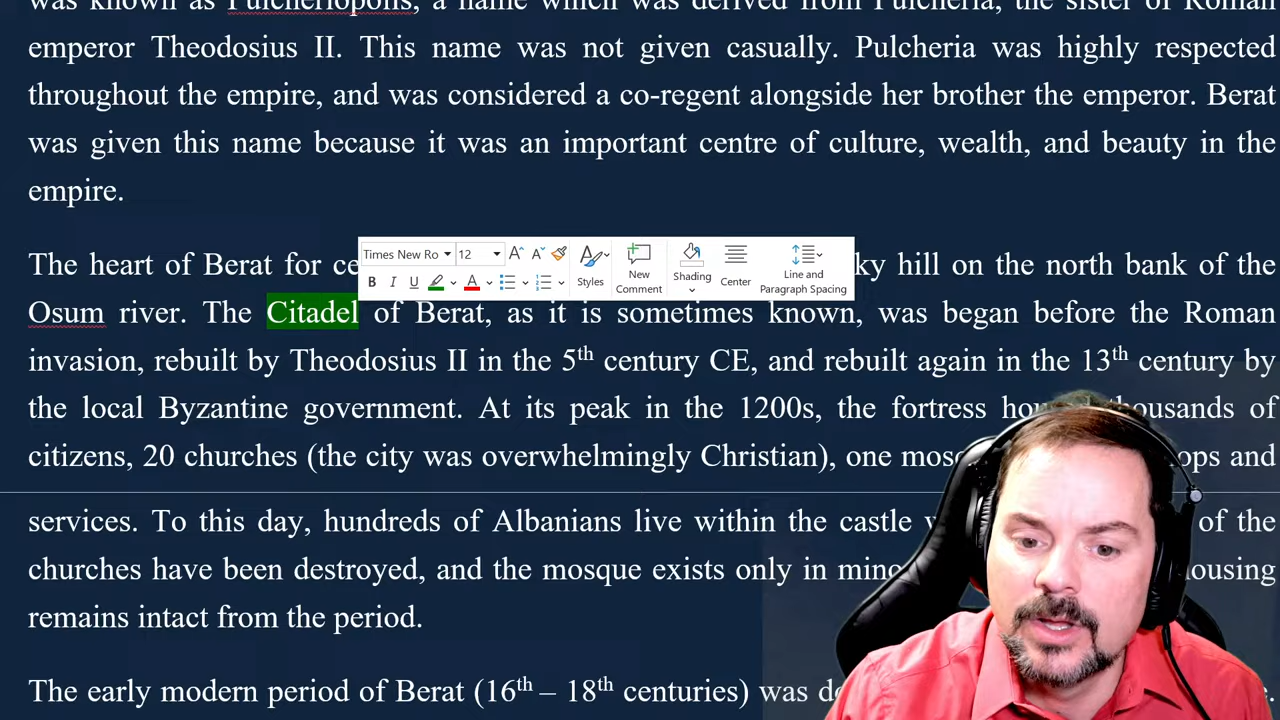 was known as Pulcheriopolis, a name which was derived from Pulcheria, the sister of Roman
emperor Theodosius II. This name was not given casually. Pulcheria was highly respected
throughout the empire, and was considered a co-regent alongside her brother the emperor. Berat
was given this name because it was an important centre of culture, wealth, and beauty in the
empire.
The heart of Berat for ky hill on the north bank of the
Times New Ro 12
B I U A Styles New Comment Shading Center Line and Paragraph Spacing
Osum river. The Citadel of Berat, as it is sometimes known, was began before the Roman
invasion, rebuilt by Theodosius II in the 5th century CE, and rebuilt again in the 13th century by
the local Byzantine government. At its peak in the 1200s, the fortress thousands of
citizens, 20 churches (the city was overwhelmingly Christian), one ops and
services. To this day, hundreds of Albanians live within the castle of the
churches have been destroyed, and the mosque exists only in ousing
remains intact from the period.
The early modern period of Berat (16th – 18th centuries) was